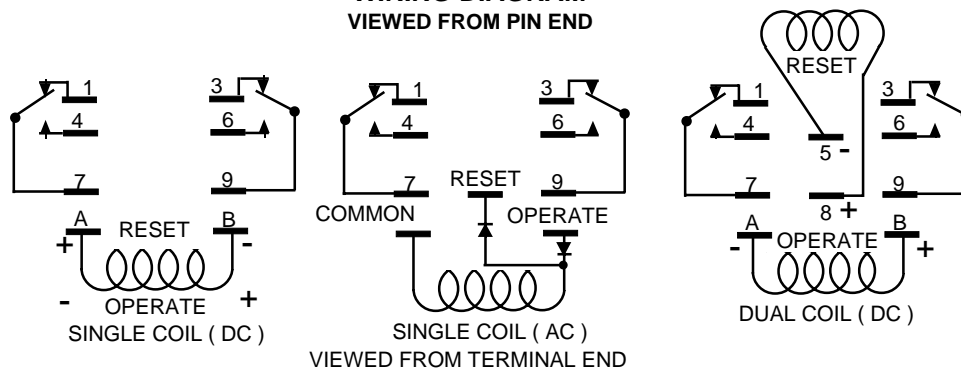 WIRING DIAGRAM
VIEWED FROM PIN END
1
3
4
6
7
9
A
B
RESET
+
-
-
+
OPERATE
SINGLE COIL ( DC )
1
3
4
6
7
9
RESET
COMMON
OPERATE
SINGLE COIL ( AC )
VIEWED FROM TERMINAL END
RESET
1
3
4
6
5 -
7
9
8 +
A
B
-
OPERATE
+
DUAL COIL ( DC )